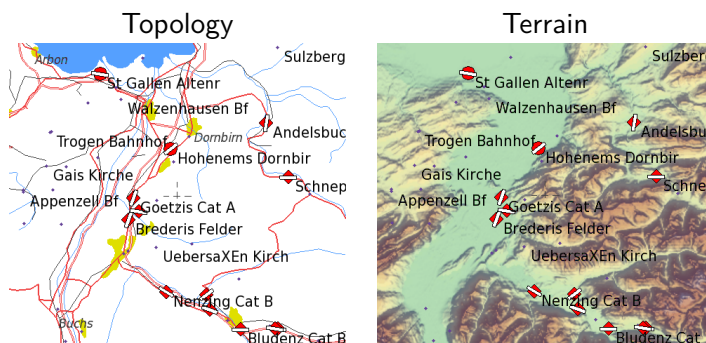 Topology
Arbon
Sulzberg
St Gallen Altenr
Walzenhausen Bf
Andelsbuc
Dornbirn
Trogen Bahnhof
Hohenems Dornbir
Gais Kirche
Schnep
Appenzell Bf
Goetzis Cat A
Brederis Felder
UebersaXEn Kirch
Nenzing Cat B
Buchs
Bludenz Cat B
Terrain
Sulzber
St Gallen Altenr
Walzenhausen Bf
Andelsbuc
Trogen Bahnhof
Hohenems Dornbir
Gais Kirche
Schne
Appenzell Bf
Goetzis Cat A
Brederis Felder
UebersaXEn Kirch
Nenzing Cat B
Bludenz Cat